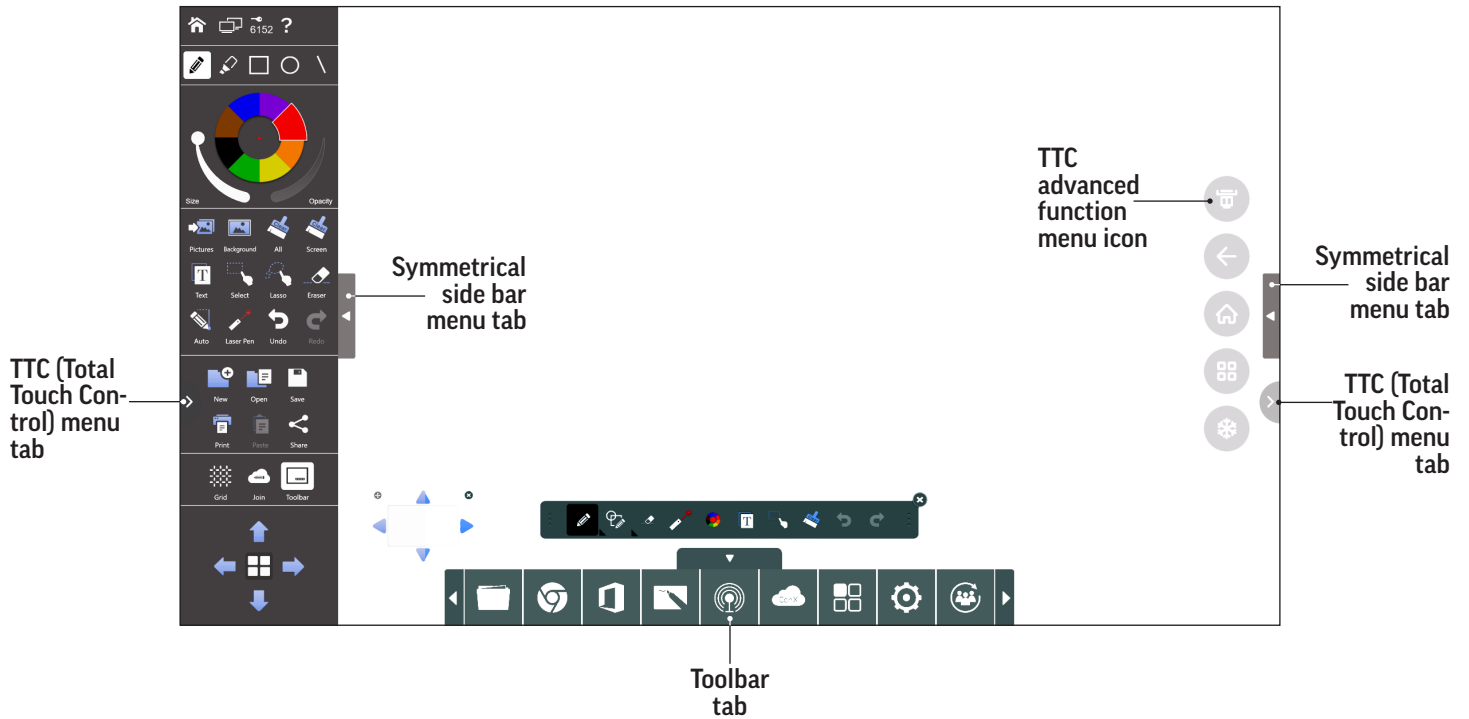 6152 ?
Size
Opacity
Pictures
Background
All
Screen
T
Text
Select
Lasso
Eraser
Auto
Laser Pen
Undo
Redo
New
Open
Save
Print
Paste
Share
Grid
Join
Toolbar
TTC (Total
Touch Con-
trol) menu
tab
Symmetrical
side bar
menu tab
TTC
advanced
function
menu icon
Symmetrical
side bar
menu tab
TTC (Total
Touch Con-
trol) menu
tab
T
Toolbar
tab